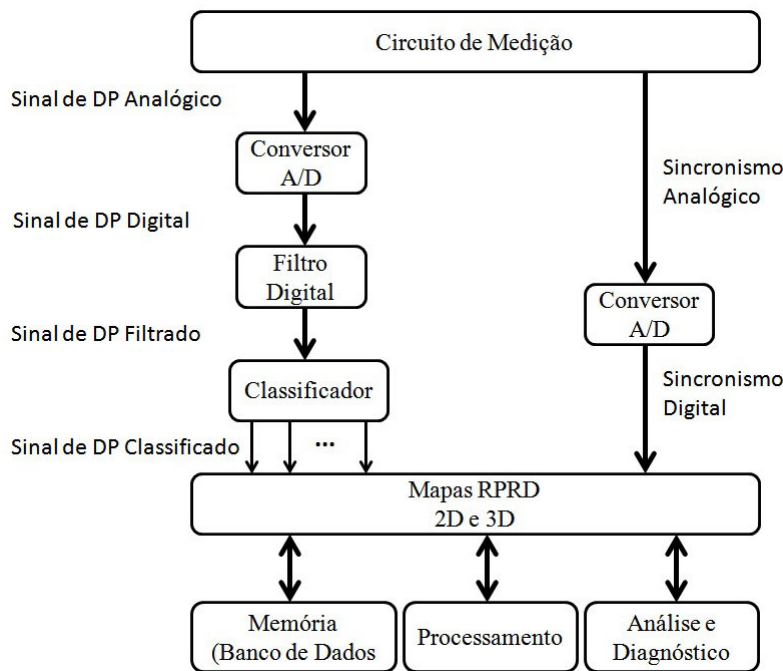 Circuito de Medição
Sinal de DP Analógico
Conversor
A/D
Sincronismo
Analógico
Sinal de DP Digital
Filtro
Digital
Conversor
A/D
Sinal de DP Filtrado
Classificador
Sincronismo
Digital
Sinal de DP Classificado
...
Mapas RPRD
2D e 3D
Memória
(Banco de Dados
Processamento
Análise e
Diagnóstico